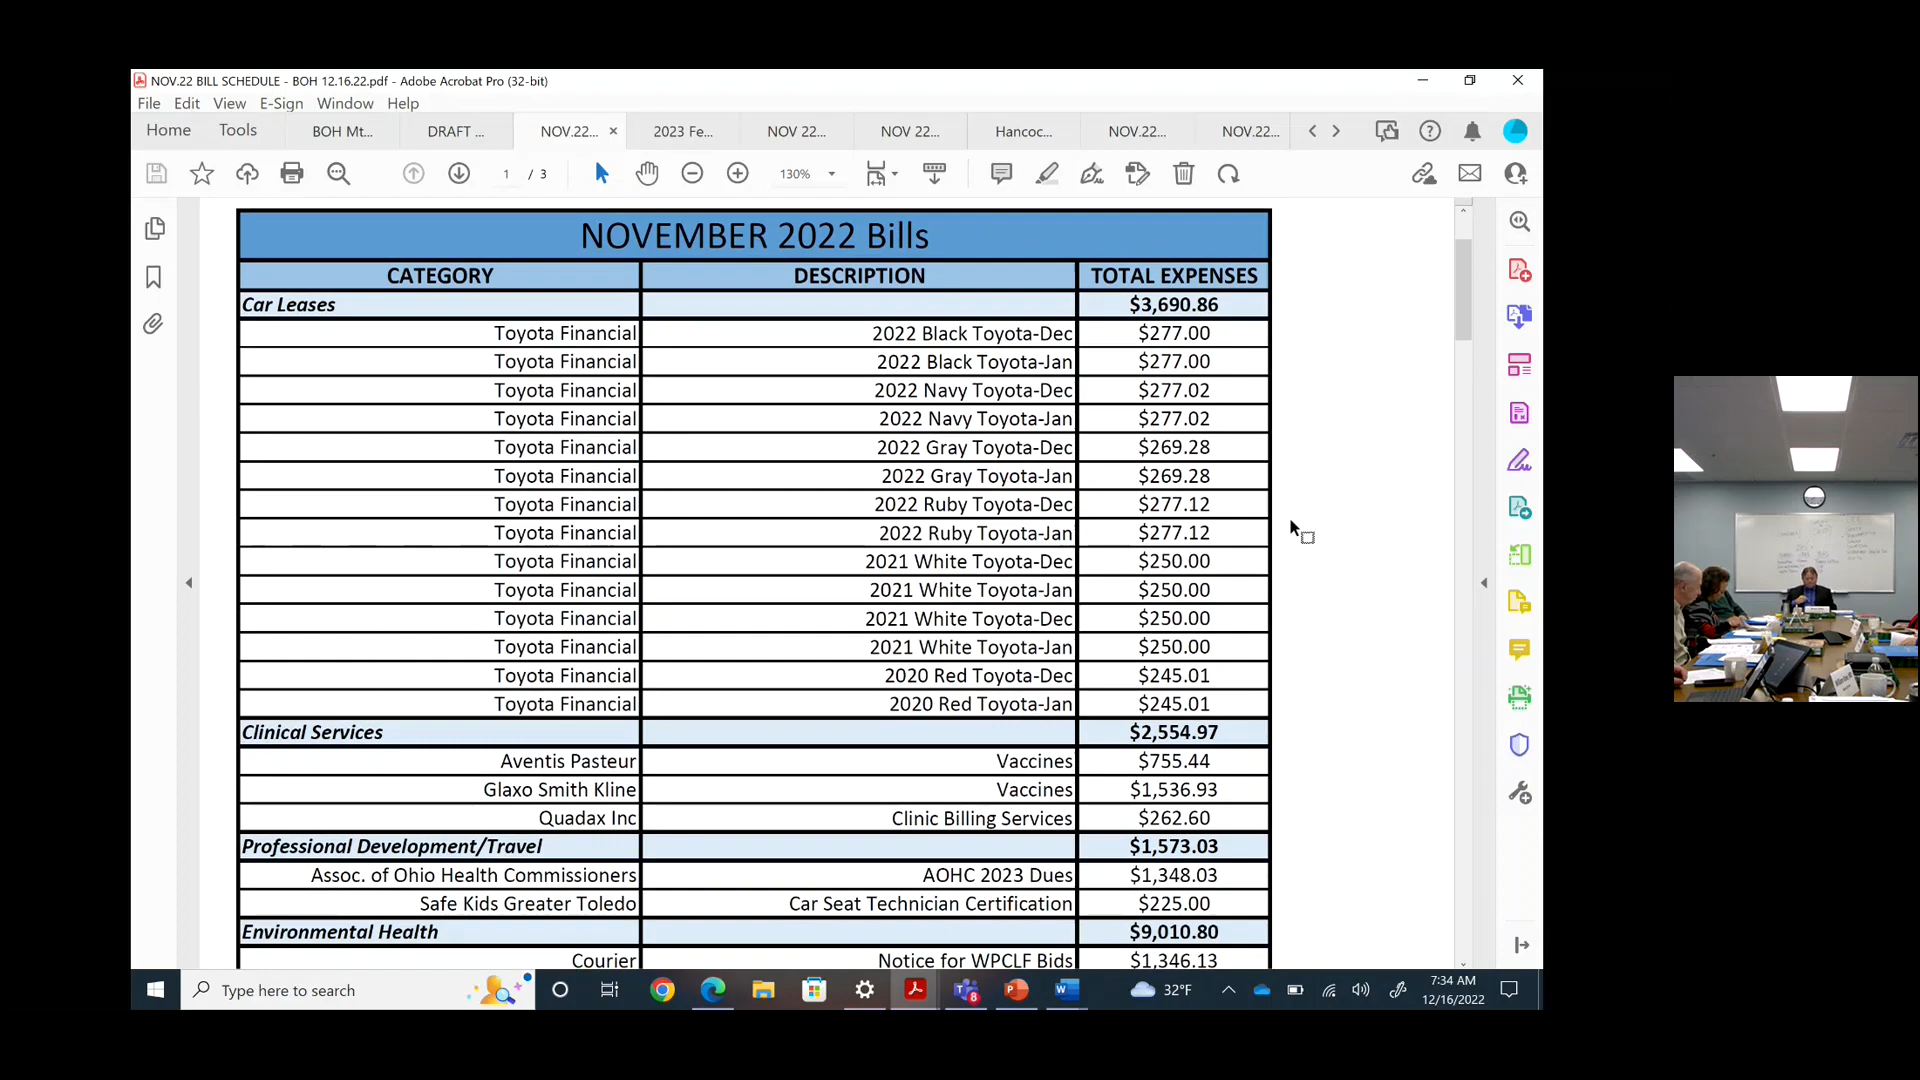 NOV.22 BILL SCHEDULE - BOH 12.16.22.pdf - Adobe Acrobat Pro (32-bit)
File Edit View E-Sign Window Help
Home Tools BOH Mt... DRAFT ... NOV.22... × 2023 Fe... NOV 22... NOV 22... Hancoc... NOV.22... NOV.22...
1 / 3 130%
NOVEMBER 2022 Bills
CATEGORY DESCRIPTION TOTAL EXPENSES
Car Leases $3,690.86
Toyota Financial 2022 Black Toyota-Dec $277.00
Toyota Financial 2022 Black Toyota-Jan $277.00
Toyota Financial 2022 Navy Toyota-Dec $277.02
Toyota Financial 2022 Navy Toyota-Jan $277.02
Toyota Financial 2022 Gray Toyota-Dec $269.28
Toyota Financial 2022 Gray Toyota-Jan $269.28
Toyota Financial 2022 Ruby Toyota-Dec $277.12
Toyota Financial 2022 Ruby Toyota-Jan $277.12
Toyota Financial 2021 White Toyota-Dec $250.00
Toyota Financial 2021 White Toyota-Jan $250.00
Toyota Financial 2021 White Toyota-Dec $250.00
Toyota Financial 2021 White Toyota-Jan $250.00
Toyota Financial 2020 Red Toyota-Dec $245.01
Toyota Financial 2020 Red Toyota-Jan $245.01
Clinical Services $2,554.97
Aventis Pasteur Vaccines $755.44
Glaxo Smith Kline Vaccines $1,536.93
Quadax Inc Clinic Billing Services $262.60
Professional Development/Travel $1,573.03
Assoc. of Ohio Health Commissioners AOHC 2023 Dues $1,348.03
Safe Kids Greater Toledo Car Seat Technician Certification $225.00
Environmental Health $9,010.80
Courier Notice for WPCLF Bids $1,346.13
Type here to search 8 32°F 7:34 AM
12/16/2022